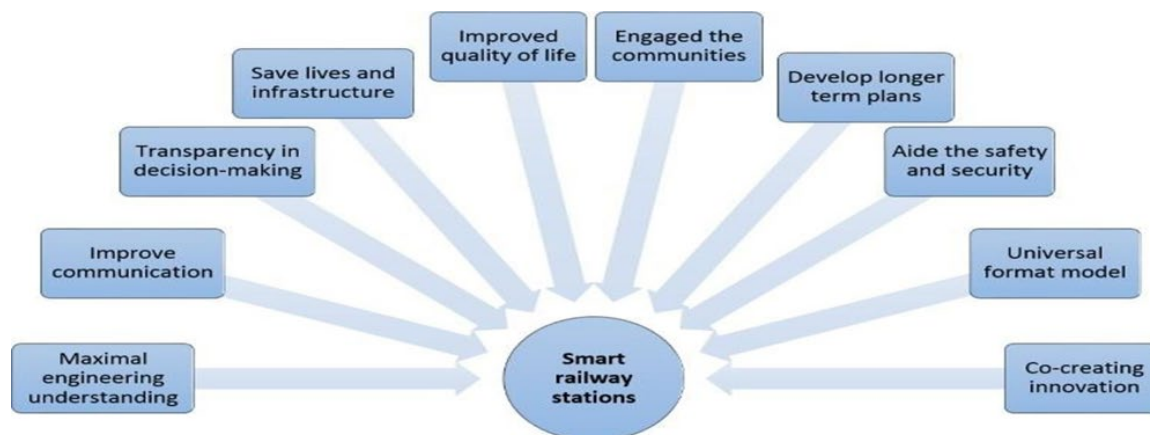 Improved
quality of life
Engaged the
communities
Save lives and
infrastructure
Develop longer
term plans
Transparency in
decision-making
Aide the safety
and security
Improve
communication
Universal
format model
Maximal
engineering
understanding
Smart
railway
stations
Co-creating
innovation